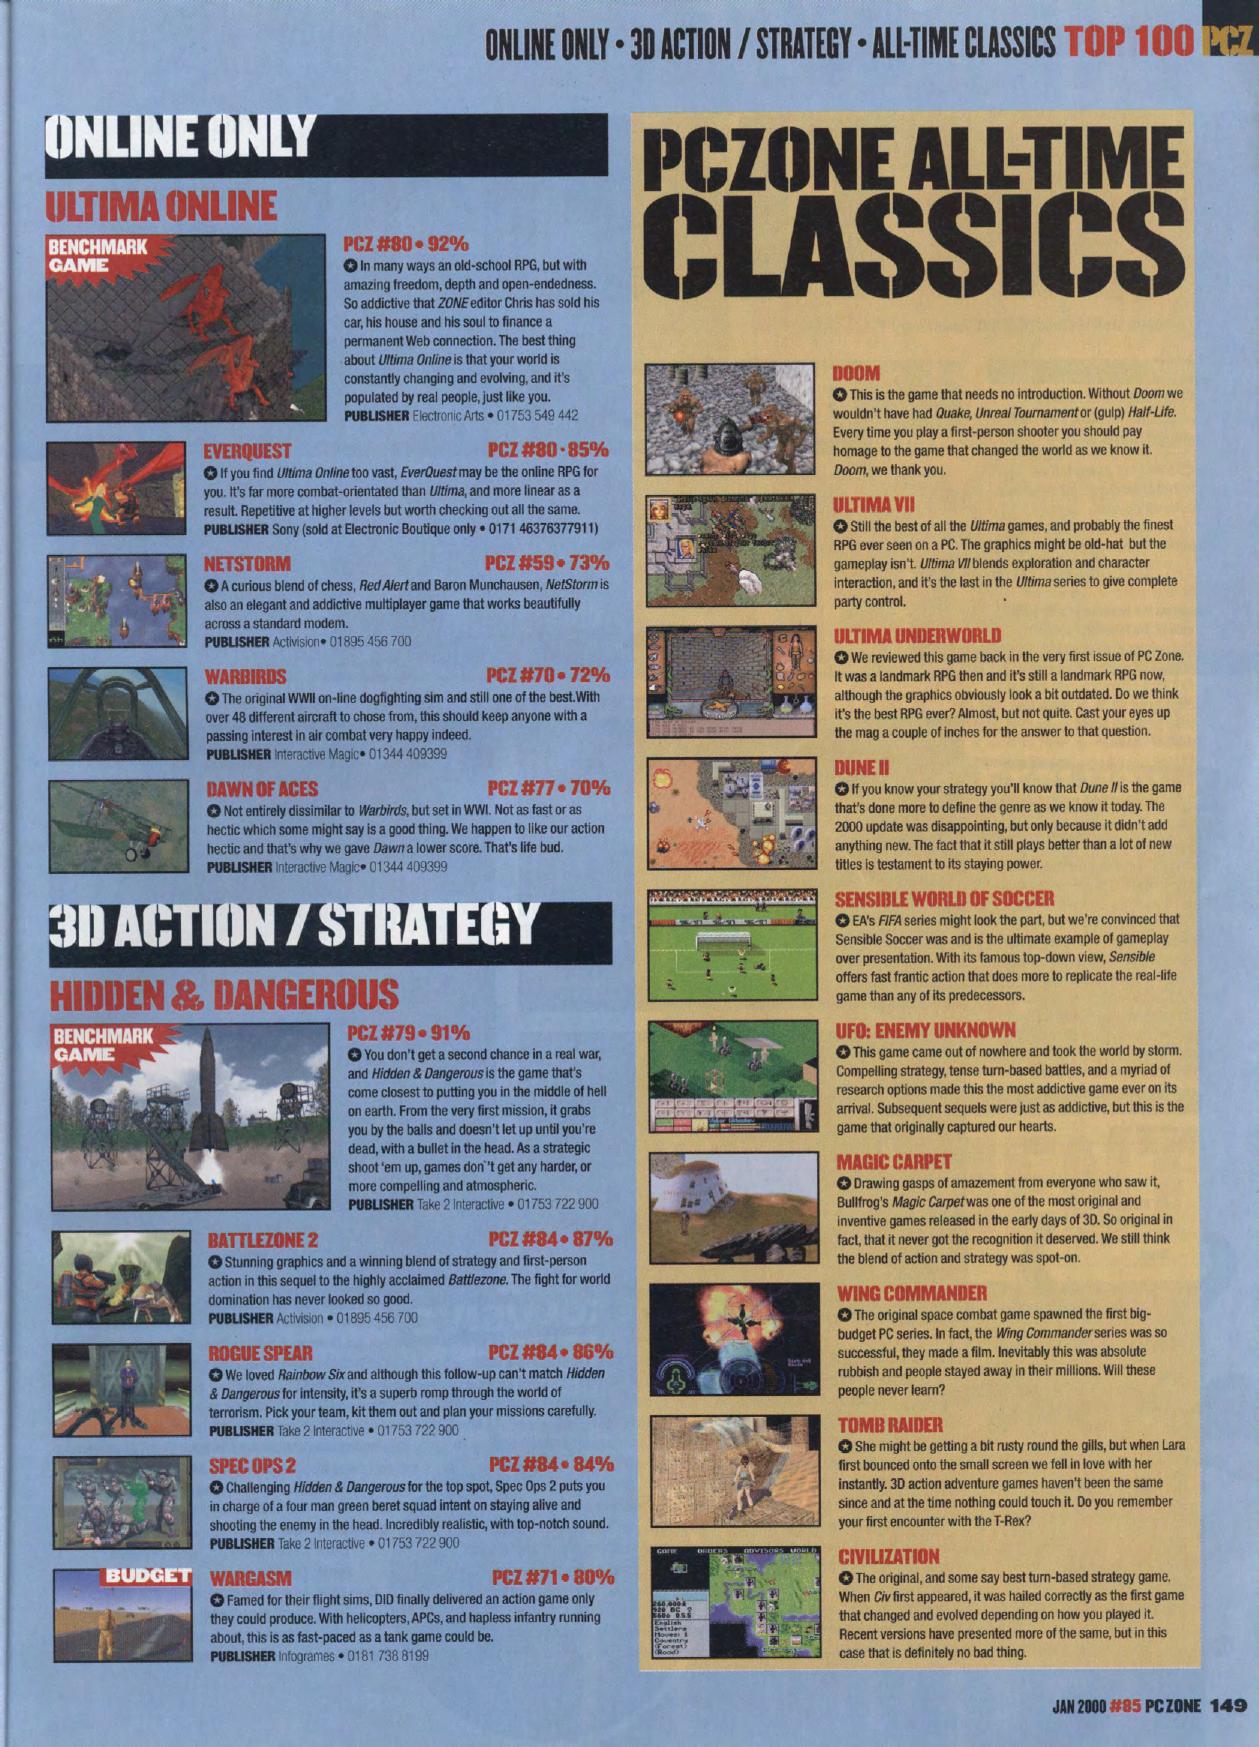 ONLINE ONLY • 3D ACTION / STRATEGY • ALL-TIME CLASSICS TOP 100 PCZ
ONLINE ONLY
ULTIMA ONLINE
BENCHMARK
GAME
PCZ #80 • 92%
In many ways an old-school RPG, but with
amazing freedom, depth and open-endedness.
So addictive that ZONE editor Chris has sold his
car, his house and his soul to finance a
permanent Web connection. The best thing
about Ultima Online is that your world is
constantly changing and evolving, and it's
populated by real people, just like you.
PUBLISHER Electronic Arts • 01753 549 442
EVERQUEST PCZ #80 • 85%
If you find Ultima Online too vast, EverQuest may be the online RPG for
you. It's far more combat-orientated than Ultima, and more linear as a
result. Repetitive at higher levels but worth checking out all the same.
PUBLISHER Sony (sold at Electronic Boutique only • 0171 46376377911)
NETSTORM PCZ #59 • 73%
A curious blend of chess, Red Alert and Baron Munchausen, NetStorm is
also an elegant and addictive multiplayer game that works beautifully
across a standard modem.
PUBLISHER Activision • 01895 456 700
WARBIRDS PCZ #70 • 72%
The original WWII on-line dogfighting sim and still one of the best.With
over 48 different aircraft to chose from, this should keep anyone with a
passing interest in air combat very happy indeed.
PUBLISHER Interactive Magic • 01344 409399
DAWN OF ACES PCZ #77 • 70%
Not entirely dissimilar to Warbirds, but set in WWI. Not as fast or as
hectic which some might say is a good thing. We happen to like our action
hectic and that's why we gave Dawn a lower score. That's life bud.
PUBLISHER Interactive Magic • 01344 409399
3D ACTION / STRATEGY
HIDDEN & DANGEROUS
BENCHMARK
GAME
PCZ #79 • 91%
You don't get a second chance in a real war,
and Hidden & Dangerous is the game that's
come closest to putting you in the middle of hell
on earth. From the very first mission, it grabs
you by the balls and doesn't let up until you're
dead, with a bullet in the head. As a strategic
shoot 'em up, games don''t get any harder, or
more compelling and atmospheric.
PUBLISHER Take 2 Interactive • 01753 722 900
BATTLEZONE 2 PCZ #84 • 87%
Stunning graphics and a winning blend of strategy and first-person
action in this sequel to the highly acclaimed Battlezone. The fight for world
domination has never looked so good.
PUBLISHER Activision • 01895 456 700
ROGUE SPEAR PCZ #84 • 86%
We loved Rainbow Six and although this follow-up can't match Hidden
& Dangerous for intensity, it's a superb romp through the world of
terrorism. Pick your team, kit them out and plan your missions carefully.
PUBLISHER Take 2 Interactive • 01753 722 900
SPEC OPS 2 PCZ #84 • 84%
Challenging Hidden & Dangerous for the top spot, Spec Ops 2 puts you
in charge of a four man green beret squad intent on staying alive and
shooting the enemy in the head. Incredibly realistic, with top-notch sound.
PUBLISHER Take 2 Interactive • 01753 722 900
BUDGET
WARGASM PCZ #71 • 80%
Famed for their flight sims, DID finally delivered an action game only
they could produce. With helicopters, APCs, and hapless infantry running
about, this is as fast-paced as a tank game could be.
PUBLISHER Infogrames • 0181 738 8199
PCZONE ALL-TIME
CLASSICS
DOOM
This is the game that needs no introduction. Without Doom we
wouldn't have had Quake, Unreal Tournament or (gulp) Half-Life.
Every time you play a first-person shooter you should pay
homage to the game that changed the world as we know it.
Doom, we thank you.
ULTIMA VII
Still the best of all the Ultima games, and probably the finest
RPG ever seen on a PC. The graphics might be old-hat but the
gameplay isn't. Ultima VII blends exploration and character
interaction, and it's the last in the Ultima series to give complete
party control.
ULTIMA UNDERWORLD
We reviewed this game back in the very first issue of PC Zone.
It was a landmark RPG then and it's still a landmark RPG now,
although the graphics obviously look a bit outdated. Do we think
it's the best RPG ever? Almost, but not quite. Cast your eyes up
the mag a couple of inches for the answer to that question.
DUNE II
If you know your strategy you'll know that Dune II is the game
that's done more to define the genre as we know it today. The
2000 update was disappointing, but only because it didn't add
anything new. The fact that it still plays better than a lot of new
titles is testament to its staying power.
SENSIBLE WORLD OF SOCCER
EA's FIFA series might look the part, but we're convinced that
Sensible Soccer was and is the ultimate example of gameplay
over presentation. With its famous top-down view, Sensible
offers fast frantic action that does more to replicate the real-life
game than any of its predecessors.
UFO: ENEMY UNKNOWN
This game came out of nowhere and took the world by storm.
Compelling strategy, tense turn-based battles, and a myriad of
research options made this the most addictive game ever on its
arrival. Subsequent sequels were just as addictive, but this is the
game that originally captured our hearts.
MAGIC CARPET
Drawing gasps of amazement from everyone who saw it,
Bullfrog's Magic Carpet was one of the most original and
inventive games released in the early days of 3D. So original in
fact, that it never got the recognition it deserved. We still think
the blend of action and strategy was spot-on.
WING COMMANDER
The original space combat game spawned the first big-
budget PC series. In fact, the Wing Commander series was so
successful, they made a film. Inevitably this was absolute
rubbish and people stayed away in their millions. Will these
people never learn?
TOMB RAIDER
She might be getting a bit rusty round the gills, but when Lara
first bounced onto the small screen we fell in love with her
instantly. 3D action adventure games haven't been the same
since and at the time nothing could touch it. Do you remember
your first encounter with the T-Rex?
GAME ORDERS ADVISORS WORLD
English
Settlers
Moves: 1
Coventry
(Forest)
(Road)
CIVILIZATION
The original, and some say best turn-based strategy game.
When Civ first appeared, it was hailed correctly as the first game
that changed and evolved depending on how you played it.
Recent versions have presented more of the same, but in this
case that is definitely no bad thing.
JAN 2000 #85 PC ZONE 149